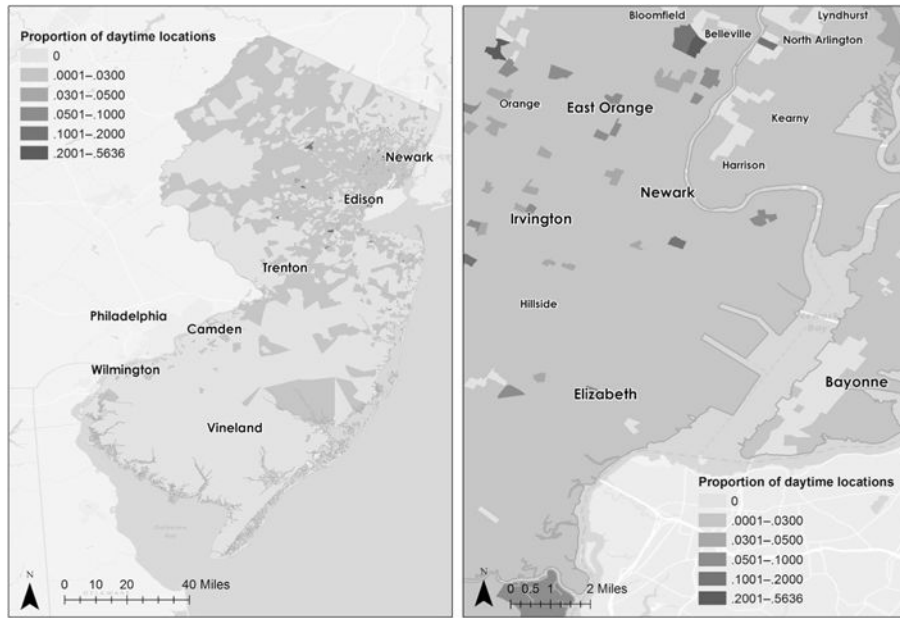 Proportion of daytime locations
0
.0001–.0300
.0301–.0500
.0501–.1000
.1001–.2000
.2001–.5636
Newark
Edison
Trenton
Philadelphia
Camden
Wilmington
Vineland
N
0 10 20 40 Miles
Bloomfield
Lyndhurst
Belleville
North Arlington
Orange
East Orange
Kearny
Harrison
Newark
Irvington
Hillside
Elizabeth
Bayonne
Proportion of daytime locations
0
.0001–.0300
.0301–.0500
.0501–.1000
.1001–.2000
.2001–.5636
N
0 0.5 1 2 Miles